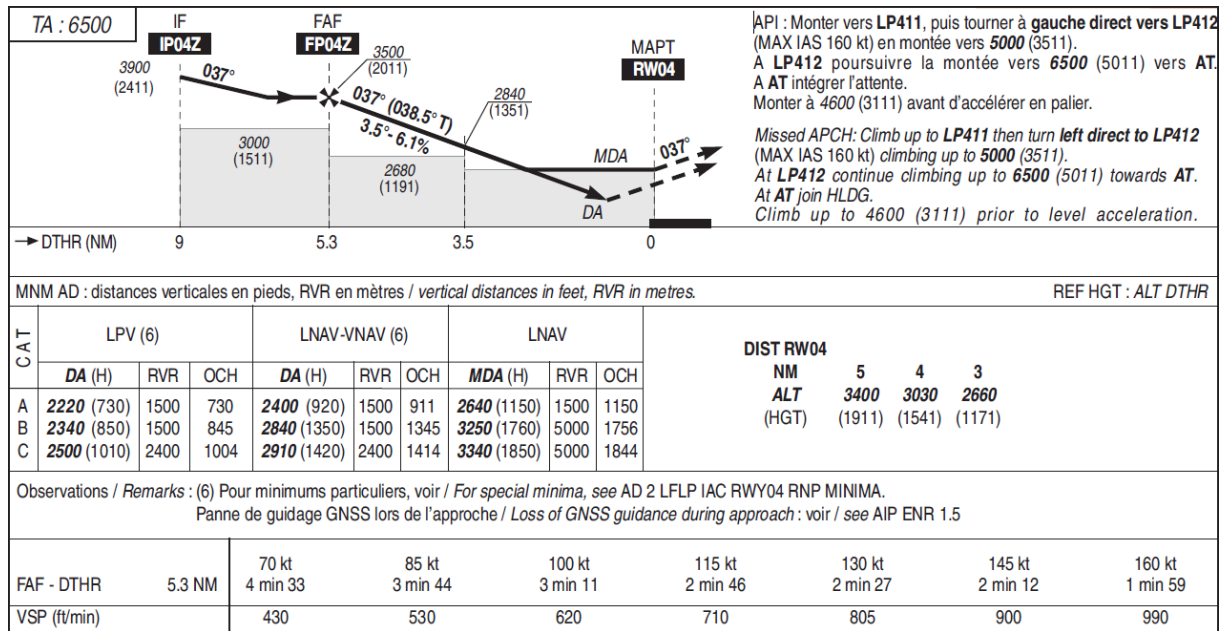 TA : 6500
IF
IP04Z
FAF
FP04Z
MAPT
RW04
3900
(2411)
037°
3500
(2011)
037° (038.5° T)
3.5°- 6.1%
2840
(1351)
3000
(1511)
2680
(1191)
MDA
037°
DA
DTHR (NM)
9
5.3
3.5
0
API : Monter vers LP411, puis tourner à gauche direct vers LP412
(MAX IAS 160 kt) en montée vers 5000 (3511).
A LP412 poursuivre la montée vers 6500 (5011) vers AT.
A AT intégrer l'attente.
Monter à 4600 (3111) avant d'accélérer en palier.
Missed APCH: Climb up to LP411 then turn left direct to LP412
(MAX IAS 160 kt) climbing up to 5000 (3511).
At LP412 continue climbing up to 6500 (5011) towards AT.
At AT join HLDG.
Climb up to 4600 (3111) prior to level acceleration.
MNM AD : distances verticales en pieds, RVR en mètres / vertical distances in feet, RVR in metres. REF HGT : ALT DTHR
CAT LPV (6) LNAV-VNAV (6) LNAV
DA (H) RVR OCH DA (H) RVR OCH MDA (H) RVR OCH
A 2220 (730) 1500 730 2400 (920) 1500 911 2640 (1150) 1500 1150
B 2340 (850) 1500 845 2840 (1350) 1500 1345 3250 (1760) 5000 1756
C 2500 (1010) 2400 1004 2910 (1420) 2400 1414 3340 (1850) 5000 1844
DIST RW04
NM 5 4 3
ALT 3400 3030 2660
(HGT) (1911) (1541) (1171)
Observations / Remarks : (6) Pour minimums particuliers, voir / For special minima, see AD 2 LFLP IAC RWY04 RNP MINIMA.
Panne de guidage GNSS lors de l'approche / Loss of GNSS guidance during approach : voir / see AIP ENR 1.5
70 kt 85 kt 100 kt 115 kt 130 kt 145 kt 160 kt
FAF - DTHR 5.3 NM 4 min 33 3 min 44 3 min 11 2 min 46 2 min 27 2 min 12 1 min 59
VSP (ft/min) 430 530 620 710 805 900 990